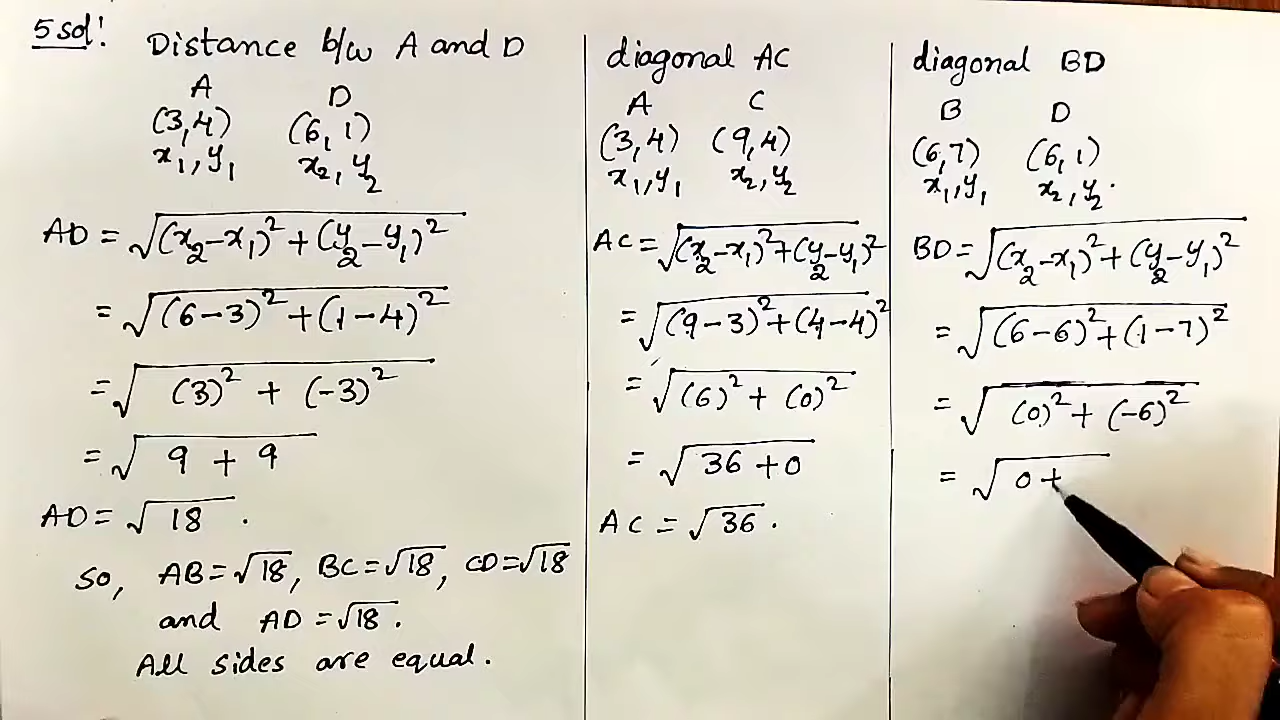 5 sol! Distance b/w A and D
A D
(3,4) (6,1)
x₁,y₁ x₂,y₂
AD = √(x₂-x₁)²+(y₂-y₁)²
= √(6-3)²+(1-4)²
= √(3)² + (-3)²
= √9 + 9
AD = √18.
So, AB=√18, BC=√18, CD=√18
and AD=√18.
All sides are equal.
diagonal AC
A C
(3,4) (9,4)
x₁,y₁ x₂,y₂
AC=√(x₂-x₁)²+(y₂-y₁)²
= √(9-3)²+(4-4)²
= √(6)²+(0)²
= √36+0
AC = √36.
diagonal BD
B D
(6,7) (6,1)
x₁,y₁ x₂,y₂.
BD=√(x₂-x₁)²+(y₂-y₁)²
= √(6-6)²+(1-7)²
= √(0)²+(-6)²
= √0+